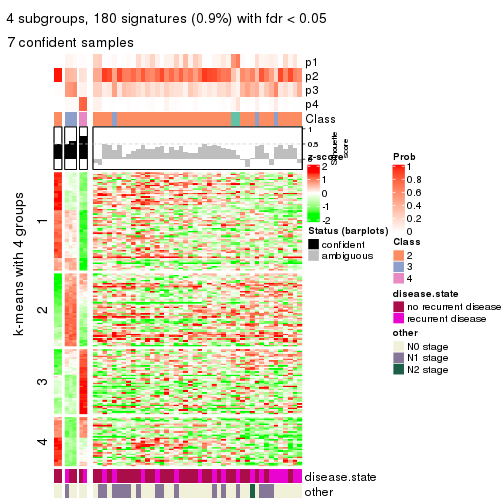 4 subgroups, 180 signatures (0.9%) with fdr < 0.05
7 confident samples
p1
p2
p3
p4
Class
1
0.5
0
Silhouette
score
k-means with 4 groups
1
2
3
4
z-score
2
1
0
-1
-2
Status (barplots)
confident
ambiguous
Prob
1
0.8
0.6
0.4
0.2
0
Class
2
3
4
disease.state
no recurrent disease
recurrent disease
other
N0 stage
N1 stage
N2 stage
disease.state
other